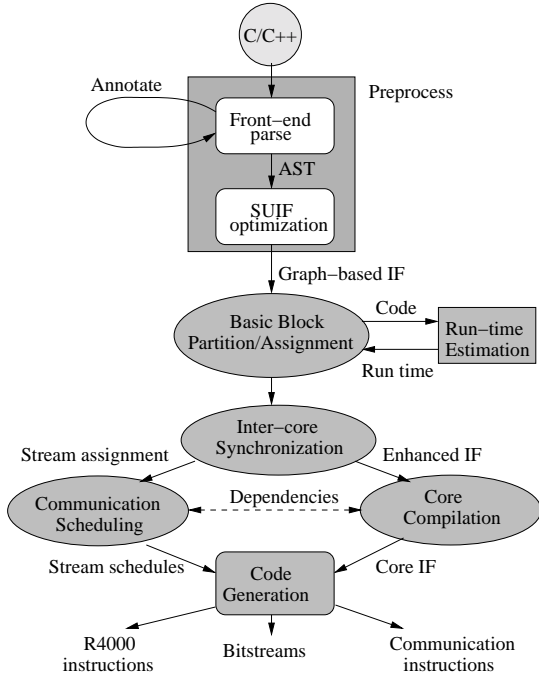 C/C++
Annotate
Preprocess
Front-end
parse
AST
SUIF
optimization
Graph-based IF
Basic Block
Partition/Assignment
Code
Run-time
Estimation
Run time
Inter-core
Synchronization
Stream assignment
Enhanced IF
Communication
Scheduling
Dependencies
Core
Compilation
Stream schedules
Code
Generation
Core IF
R4000
instructions
Bitstreams
Communication
instructions